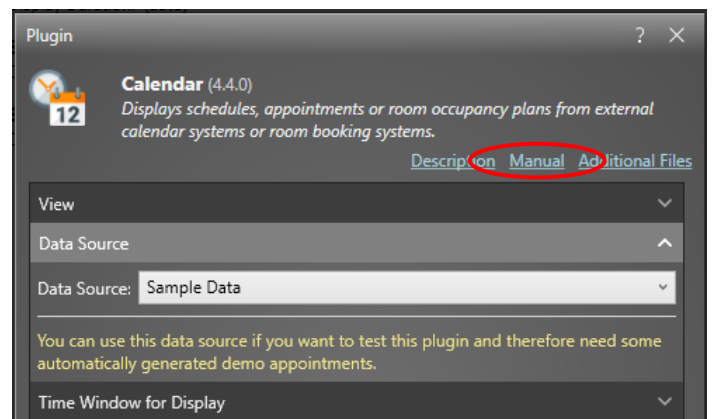 Plugin ? ✕
Calendar (4.4.0)
Displays schedules, appointments or room occupancy plans from external
calendar systems or room booking systems.
12
Description Manual Additional Files
View
Data Source
Data Source: Sample Data
You can use this data source if you want to test this plugin and therefore need some
automatically generated demo appointments.
Time Window for Display